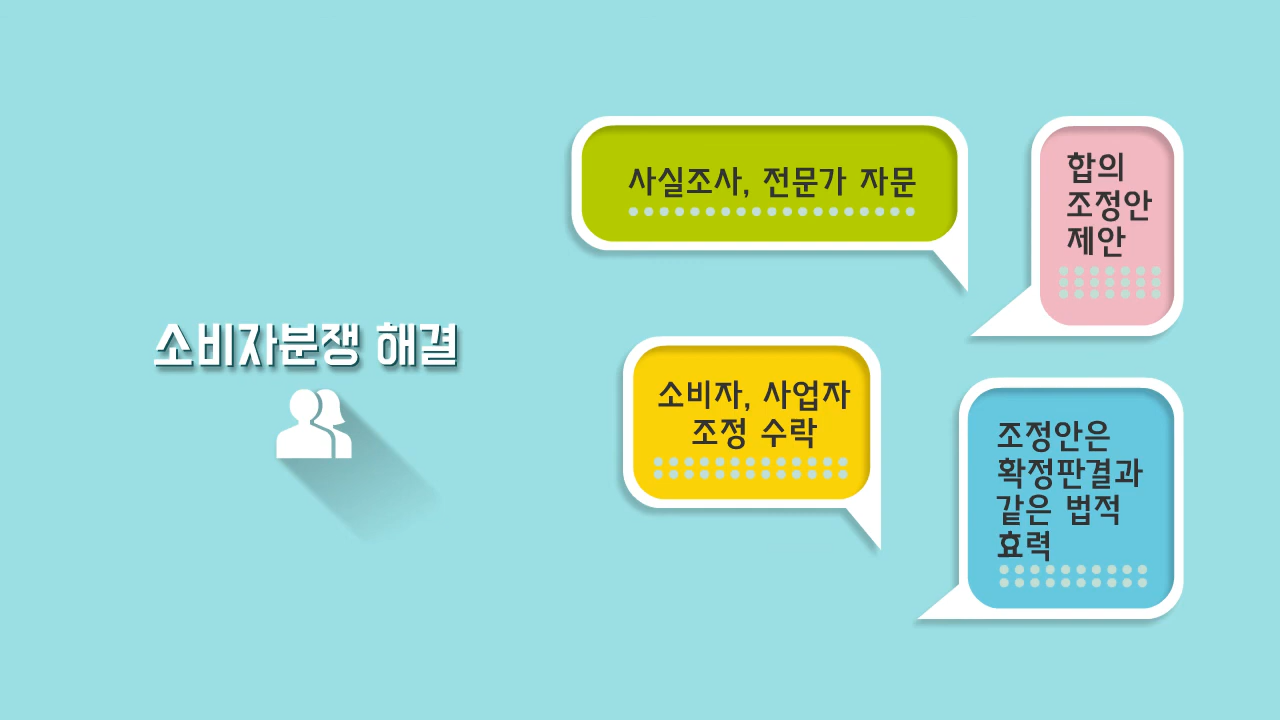 소비자분쟁 해결
사실조사, 전문가 자문
합의
조정안
제안
소비자, 사업자
조정 수락
조정안은
확정판결과
같은 법적
효력